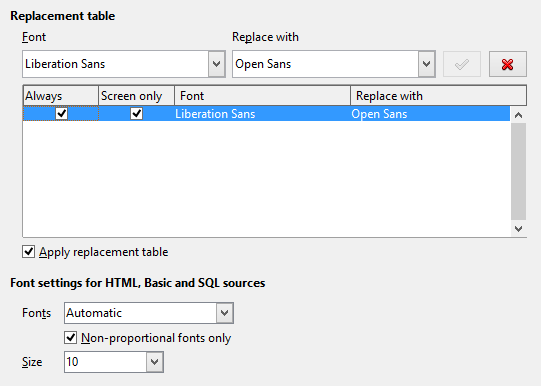 Replacement table
Font Replace with
Liberation Sans Open Sans
Always Screen only Font Replace with
Liberation Sans Open Sans
Apply replacement table
Font settings for HTML, Basic and SQL sources
Fonts Automatic
Non-proportional fonts only
Size 10